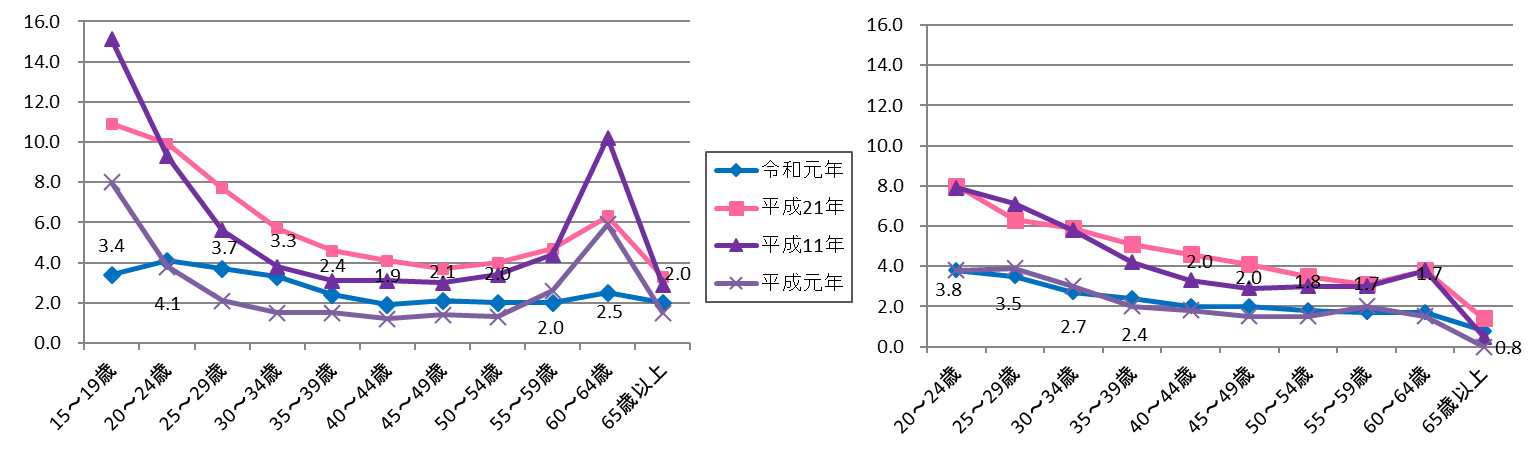 16.0
14.0
12.0
10.0
8.0
6.0
4.0
2.0
0.0
3.4
4.1
3.7
3.3
2.4
1.9
2.1
2.0
2.0
2.5
2.0
15～19歳
20～24歳
25～29歳
30～34歳
35～39歳
40～44歳
45～49歳
50～54歳
55～59歳
60～64歳
65歳以上
令和元年
平成21年
平成11年
平成元年
16.0
14.0
12.0
10.0
8.0
6.0
4.0
2.0
0.0
3.8
3.5
2.7
2.4
2.0
2.0
1.8
1.7
1.7
0.8
20～24歳
25～29歳
30～34歳
35～39歳
40～44歳
45～49歳
50～54歳
55～59歳
60～64歳
65歳以上